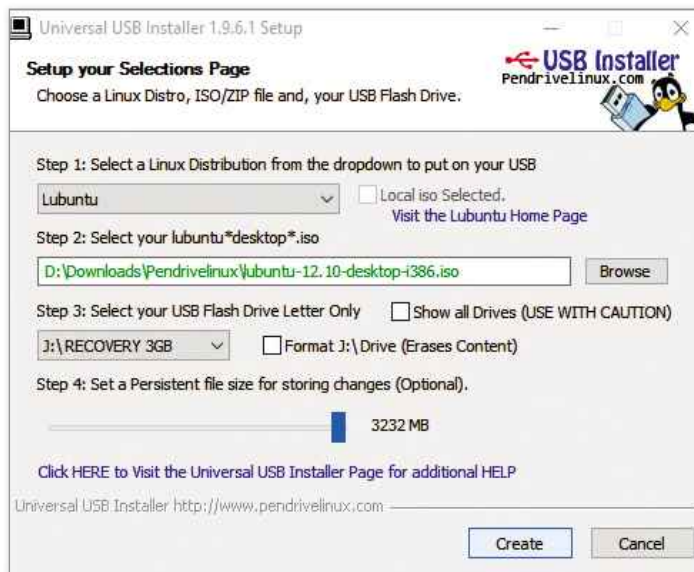 Universal USB Installer 1.9.6.1 Setup
Setup your Selections Page
Choose a Linux Distro, ISO/ZIP file and, your USB Flash Drive.
USB Installer
Pendrivelinux.com
Step 1: Select a Linux Distribution from the dropdown to put on your USB
Lubuntu
Local iso Selected.
Visit the Lubuntu Home Page
Step 2: Select your lubuntu*desktop*.iso
D:\Downloads\Pendrivelinux\lubuntu-12.10-desktop-i386.iso
Browse
Step 3: Select your USB Flash Drive Letter Only
Show all Drives (USE WITH CAUTION)
J:\RECOVERY 3GB
Format J:\Drive (Erases Content)
Step 4: Set a Persistent file size for storing changes (Optional).
3232 MB
Click HERE to Visit the Universal USB Installer Page for additional HELP
Universal USB Installer http://www.pendrivelinux.com
Create
Cancel